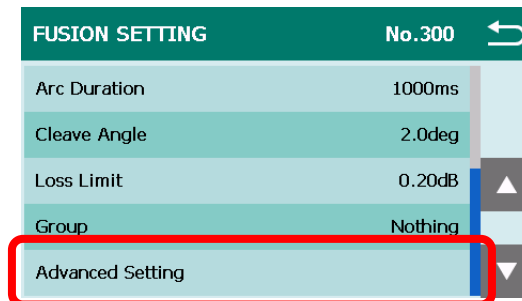 FUSION SETTING No.300
Arc Duration 1000ms
Cleave Angle 2.0deg
Loss Limit 0.20dB
Group Nothing
Advanced Setting